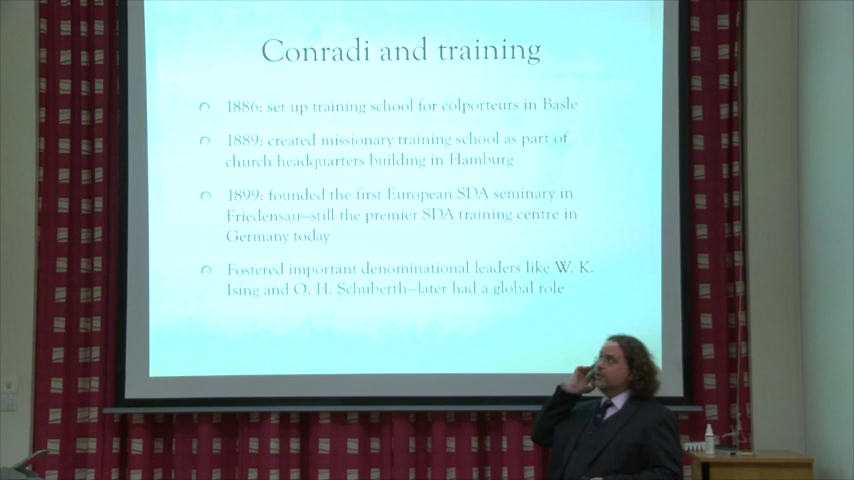 Conradi and training
1886: set up training school for colporteurs in Basle
1889: created missionary training school as part of
church headquarters building in Hamburg
1899: founded the first European SDA seminary in
Friedensau—still the premier SDA training centre in
Germany today
Fostered important denominational leaders like W. K.
Ising and O. H. Schuberth—later had a global role